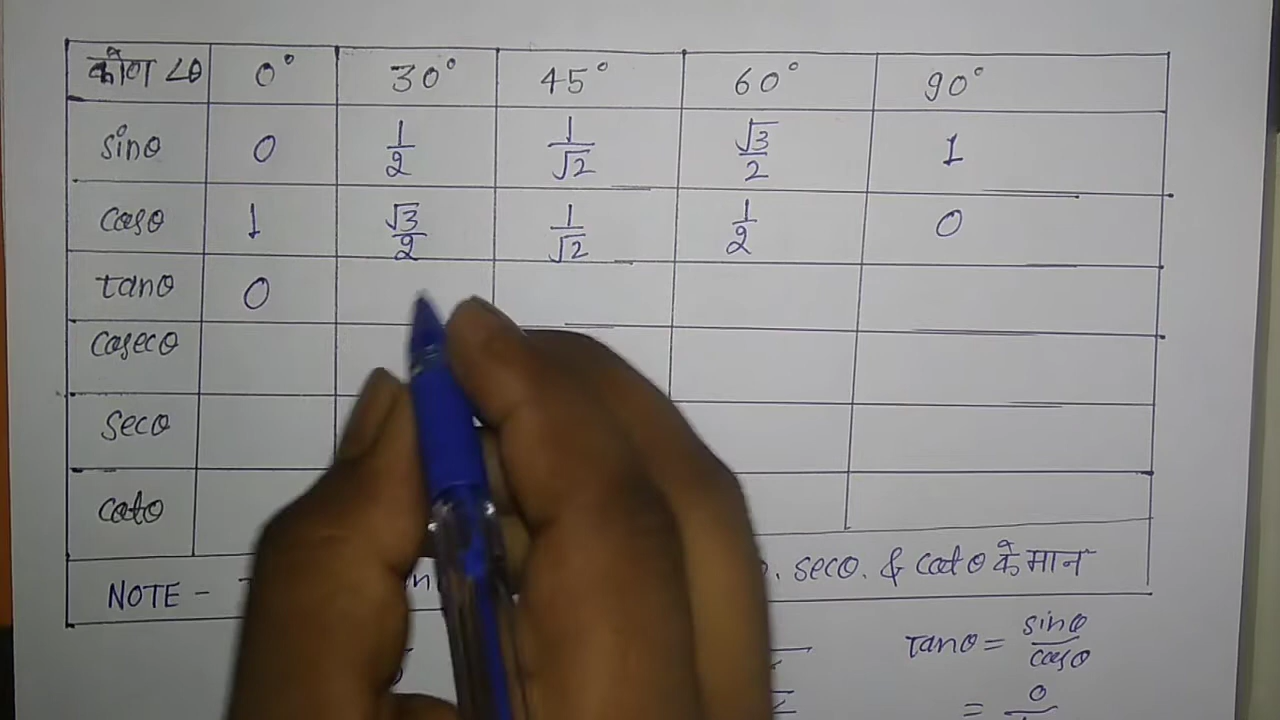 कोण ∠θ 0° 30° 45° 60° 90°
sinθ 0 1/2 1/√2 √3/2 1
cosθ 1 √3/2 1/√2 1/2 0
tanθ 0
cosecθ
secθ
cotθ
NOTE - secθ. & cotθ के मान
Tanθ = sinθ/cosθ
= 0